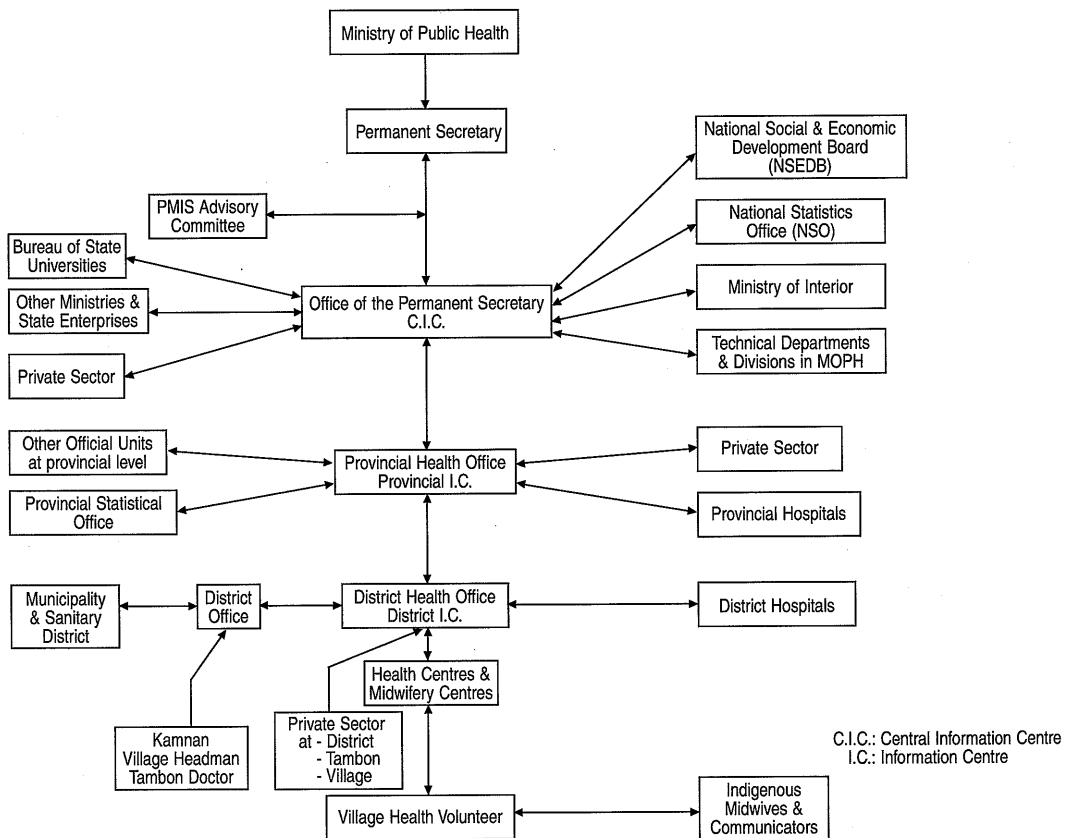 Ministry of Public Health
Permanent Secretary
National Social & Economic
Development Board
(NSEDB)
PMIS Advisory
Committee
National Statistics
Office (NSO)
Bureau of State
Universities
Other Ministries &
State Enterprises
Office of the Permanent Secretary
C.I.C.
Ministry of Interior
Technical Departments
& Divisions in MOPH
Private Sector
Other Official Units
at provincial level
Provincial Health Office
Provincial I.C.
Private Sector
Provincial Statistical
Office
Provincial Hospitals
Municipality
& Sanitary
District
District
Office
District Health Office
District I.C.
District Hospitals
Health Centres &
Midwifery Centres
Kamnan
Village Headman
Tambon Doctor
Private Sector
at - District
- Tambon
- Village
C.I.C.: Central Information Centre
I.C.: Information Centre
Village Health Volunteer
Indigenous
Midwives &
Communicators